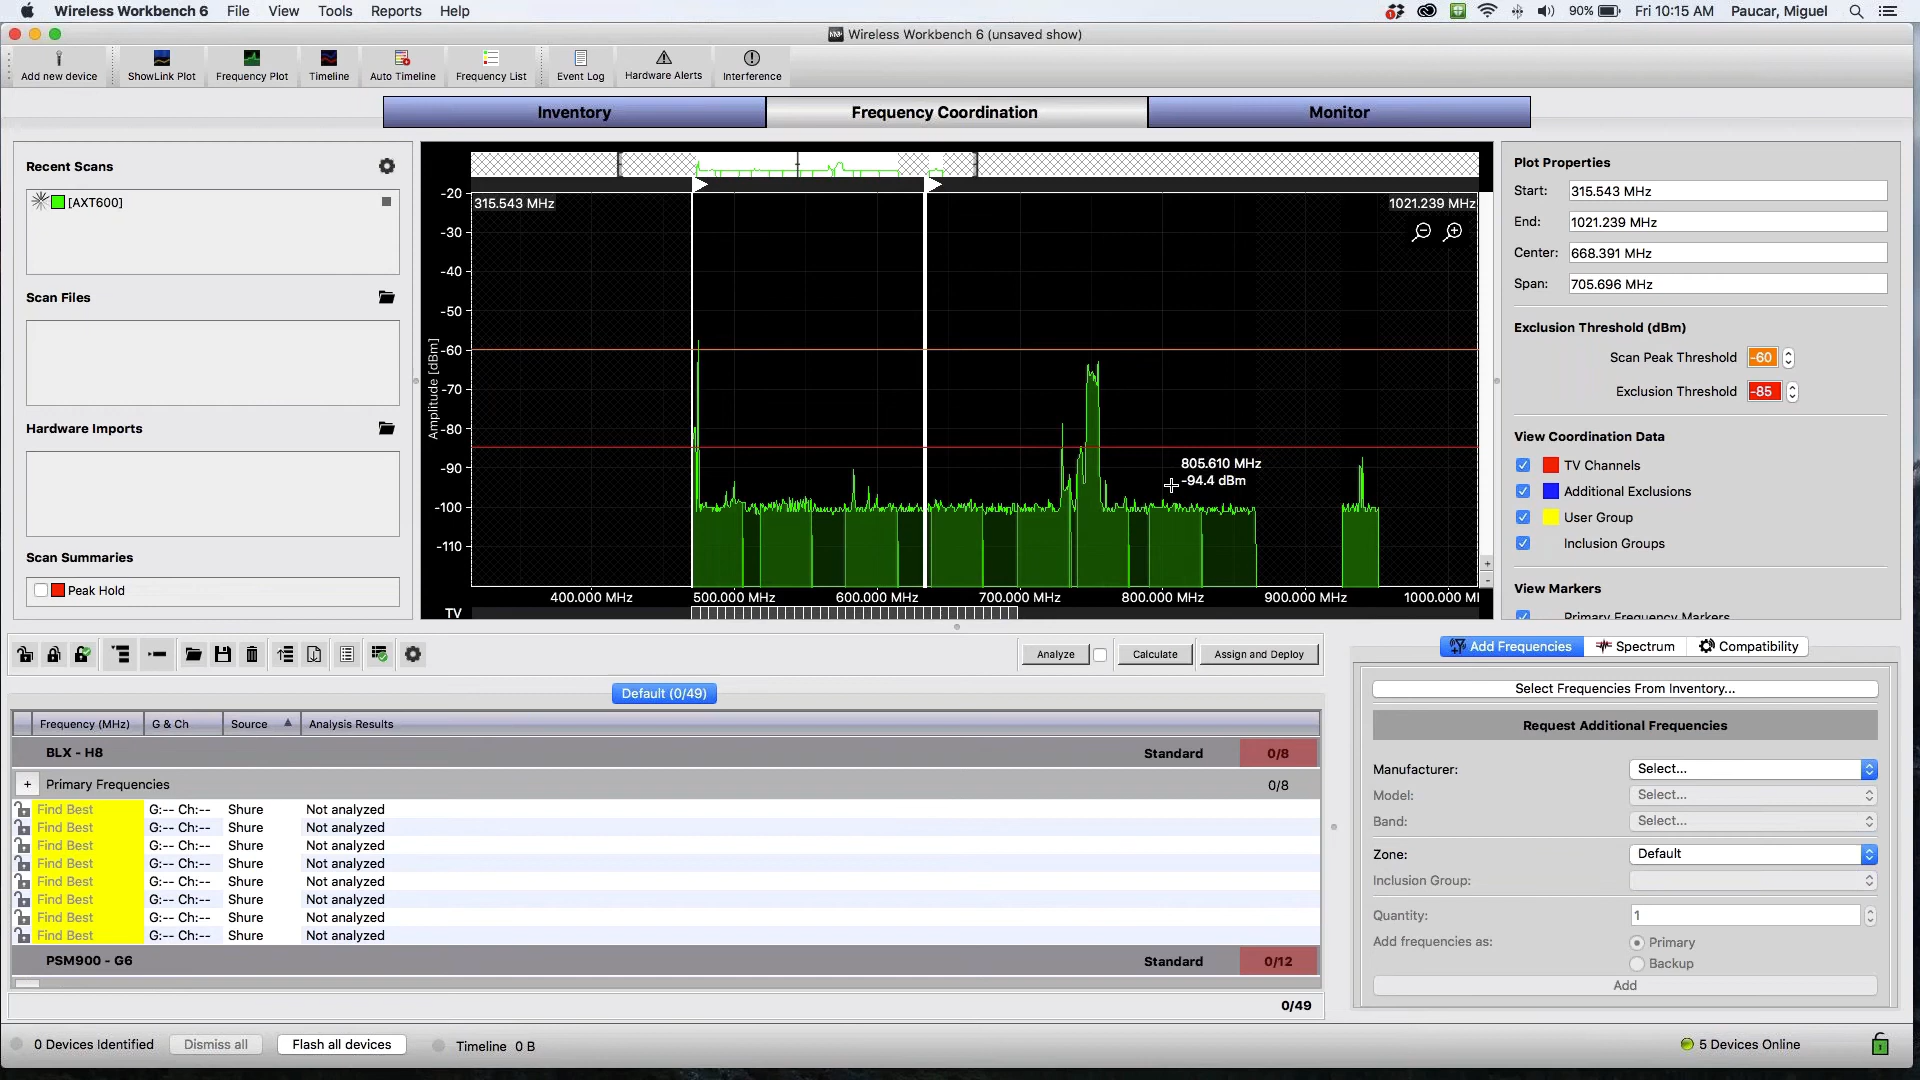 Wireless Workbench 6 File View Tools Reports Help
1 90% Fri 10:15 AM Paucar, Miguel
Wireless Workbench 6 (unsaved show)
Add new device ShowLink Plot Frequency Plot Timeline Auto Timeline Frequency List Event Log Hardware Alerts Interference
Inventory Frequency Coordination Monitor
Recent Scans
[AXT600]
Scan Files
Hardware Imports
Scan Summaries
Peak Hold
315.543 MHz 1021.239 MHz
Amplitude [dBm]
-20
-30
-40
-50
-60
-70
-80
-90
-100
-110
805.610 MHz
-94.4 dBm
400.000 MHz 500.000 MHz 600.000 MHz 700.000 MHz 800.000 MHz 900.000 MHz 1000.000 M
TV
+
-
Plot Properties
Start: 315.543 MHz
End: 1021.239 MHz
Center: 668.391 MHz
Span: 705.696 MHz
Exclusion Threshold (dBm)
Scan Peak Threshold -60
Exclusion Threshold -85
View Coordination Data
TV Channels
Additional Exclusions
User Group
Inclusion Groups
View Markers
Primary Frequency Markers
Analyze Calculate Assign and Deploy
Default (0/49)
Frequency (MHz) G & Ch Source Analysis Results
BLX - H8 Standard 0/8
+ Primary Frequencies 0/8
Find Best G:-- Ch:-- Shure Not analyzed
Find Best G:-- Ch:-- Shure Not analyzed
Find Best G:-- Ch:-- Shure Not analyzed
Find Best G:-- Ch:-- Shure Not analyzed
Find Best G:-- Ch:-- Shure Not analyzed
Find Best G:-- Ch:-- Shure Not analyzed
Find Best G:-- Ch:-- Shure Not analyzed
Find Best G:-- Ch:-- Shure Not analyzed
PSM900 - G6 Standard 0/12
0/49
Add Frequencies Spectrum Compatibility
Select Frequencies From Inventory...
Request Additional Frequencies
Manufacturer: Select...
Model: Select...
Band: Select...
Zone: Default
Inclusion Group:
Quantity: 1
Add frequencies as: Primary
Backup
Add
0 Devices Identified Dismiss all Flash all devices Timeline 0 B 5 Devices Online